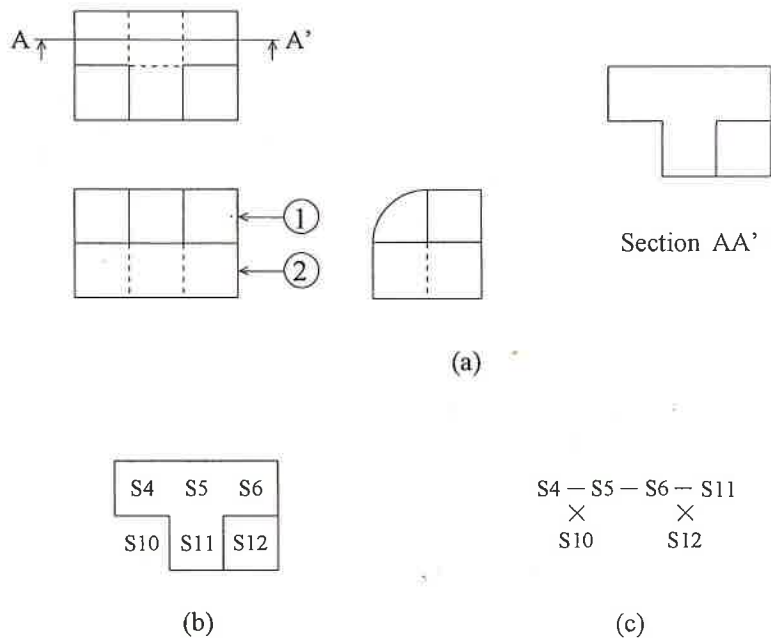 A A'
①
②
Section AA'
(a)
S4 S5 S6
S10 S11 S12
S4 – S5 – S6 – S11
× ×
S10 S12
(b) (c)